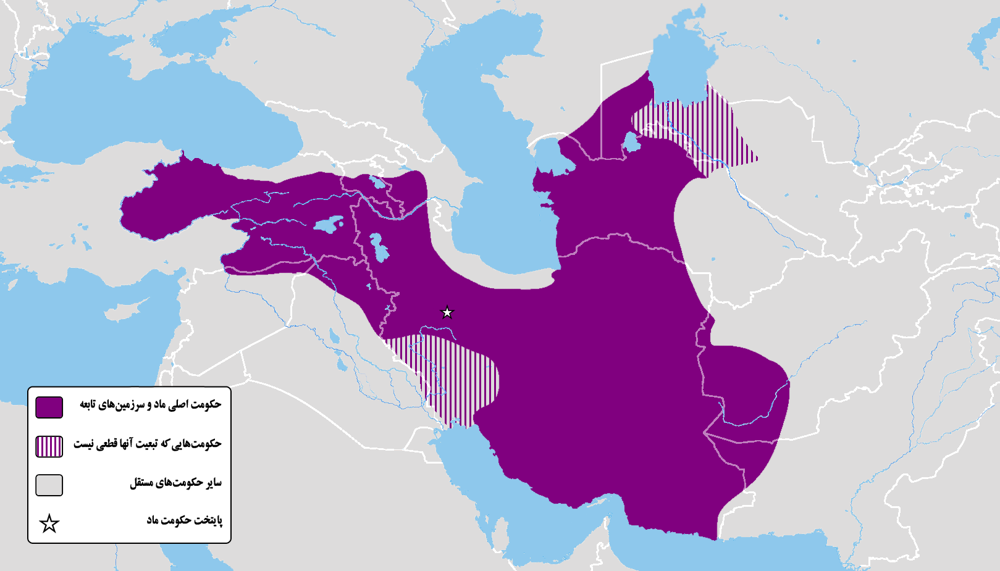 حکومت اصلی ماد و سرزمین‌های تابعه
حکومت‌هایی که تبعیت آنها قطعی نیست
سایر حکومت‌های مستقل
پایتخت حکومت ماد